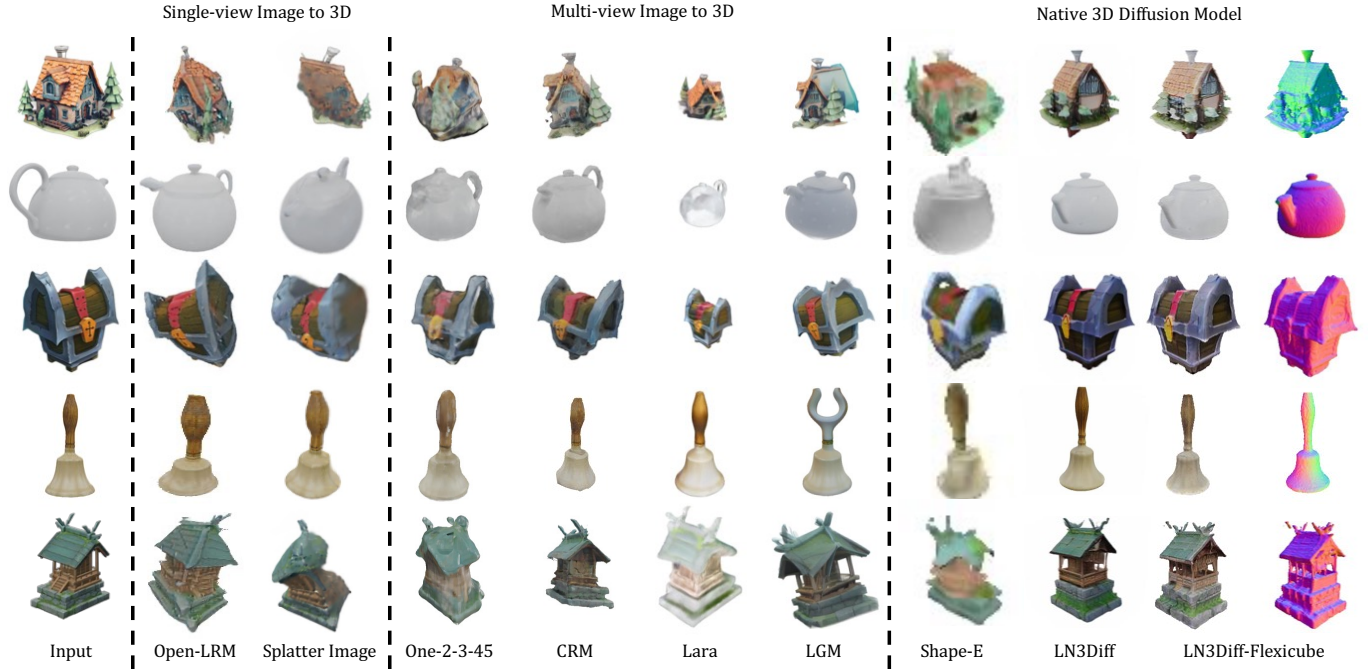 Single-view Image to 3D
Multi-view Image to 3D
Native 3D Diffusion Model
Input
Open-LRM
Splatter Image
One-2-3-45
CRM
Lara
LGM
Shape-E
LN3Diff
LN3Diff-Flexicube